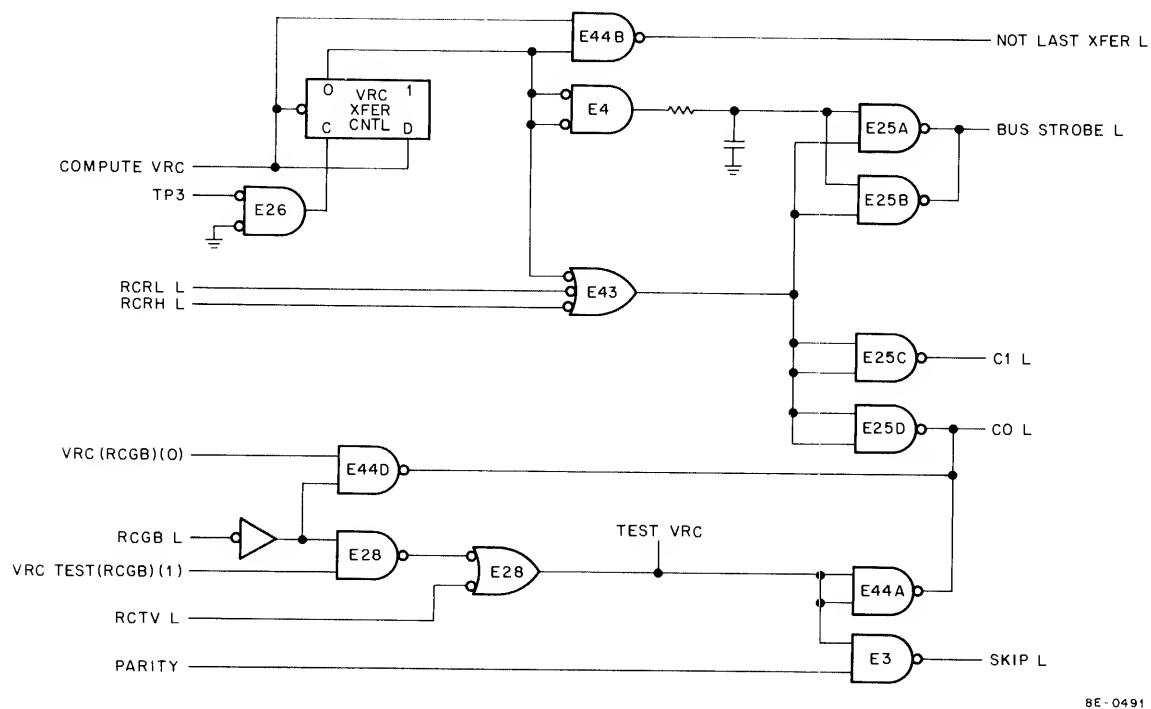 E44B
NOT LAST XFER L
0 1
VRC
XFER
CNTL
C D
E4
E25A
BUS STROBE L
COMPUTE VRC
TP3
E26
E25B
RCRL L
RCRH L
E43
E25C
C1 L
E25D
CO L
VRC (RCGB)(0)
E44D
RCGB L
TEST VRC
E28
VRC TEST(RCGB)(1)
E28
E44A
RCTV L
PARITY
E3
SKIP L
8E-0491